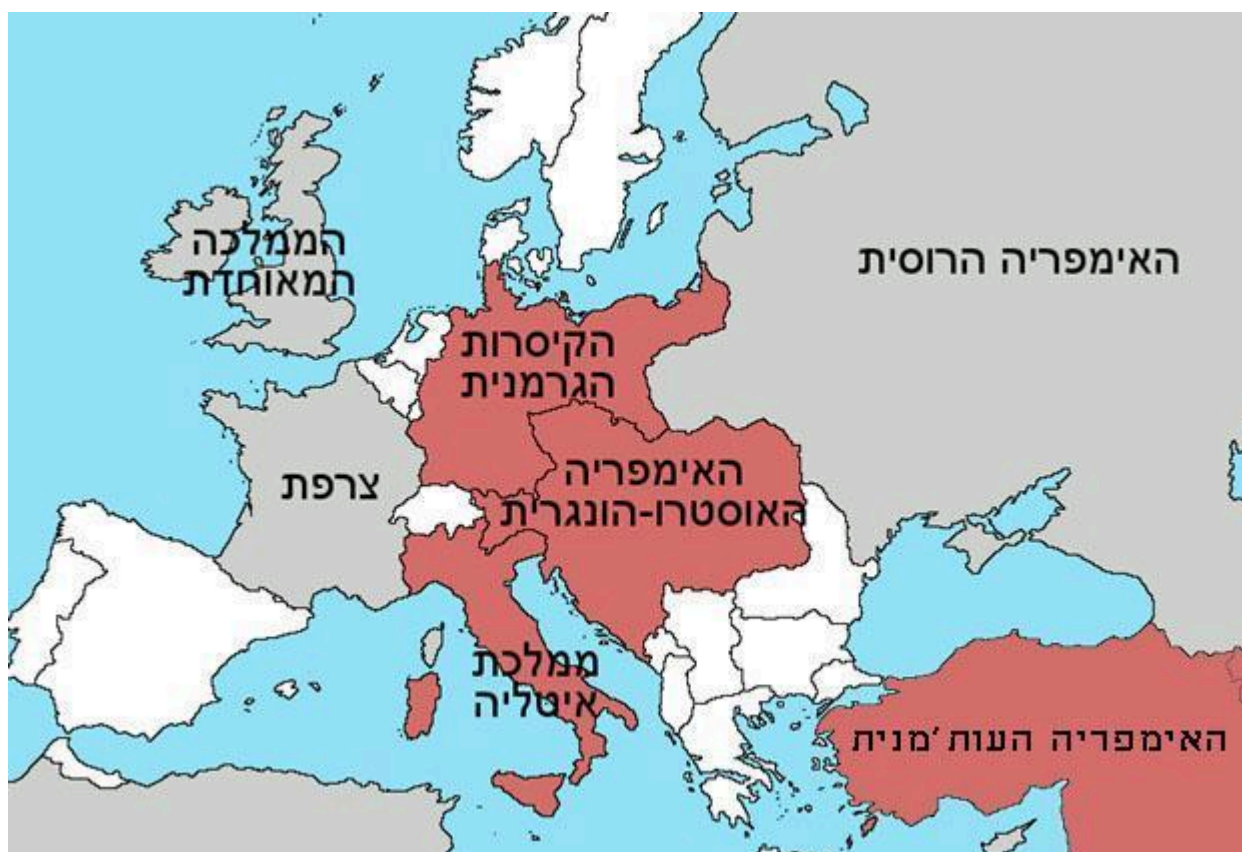 הממלכה
המאוחדת
האימפריה הרוסית
הקיסרות
הגרמנית
צרפת
האימפריה
האוסטרו-הונגרית
ממלכת
איטליה
האימפריה העות'מנית